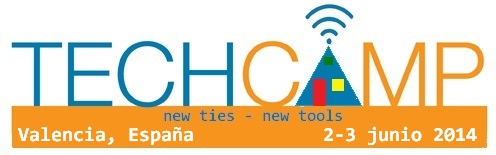 TECHCAMP
new ties - new tools
Valencia, España 2-3 junio 2014